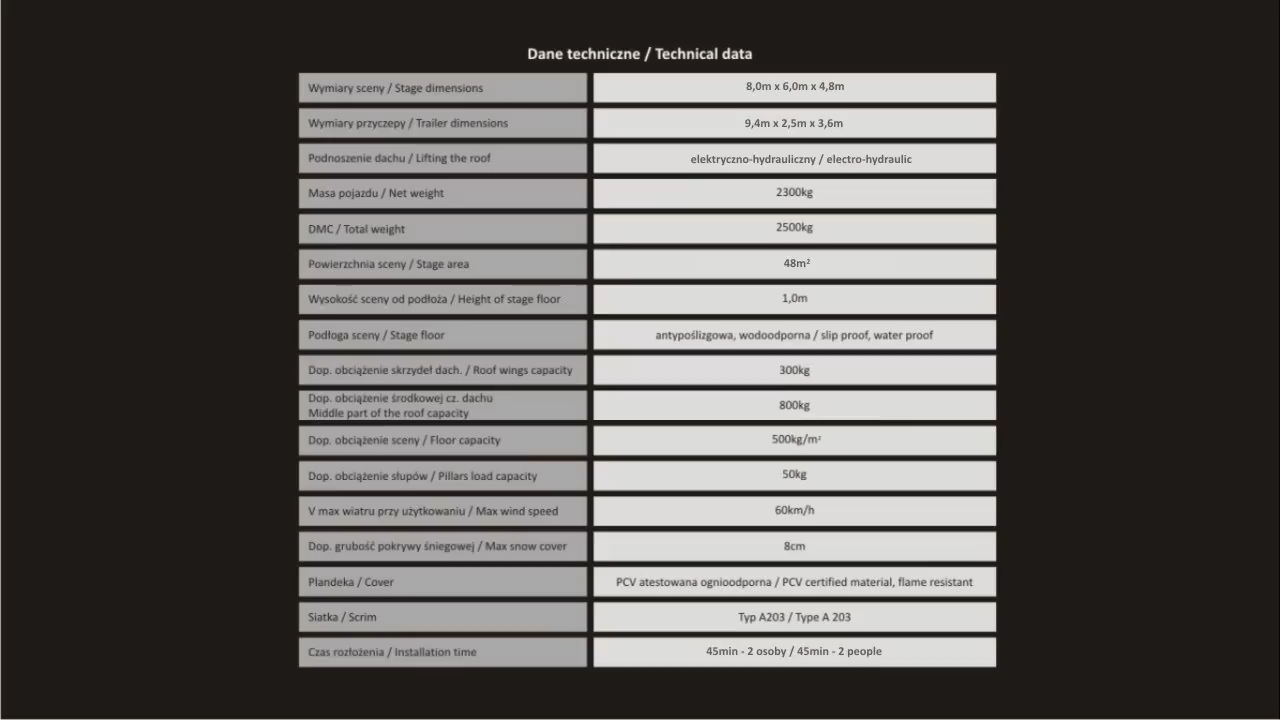 Dane techniczne / Technical data
Wymiary sceny / Stage dimensions
8,0m x 6,0m x 4,8m
Wymiary przyczepy / Trailer dimensions
9,4m x 2,5m x 3,6m
Podnoszenie dachu / Lifting the roof
elektryczno-hydrauliczny / electro-hydraulic
Masa pojazdu / Net weight
2300kg
DMC / Total weight
2500kg
Powierzchnia sceny / Stage area
48m²
Wysokość sceny od podłoża / Height of stage floor
1,0m
Podłoga sceny / Stage floor
antypoślizgowa, wodoodporna / slip proof, water proof
Dop. obciążenie skrzydeł dach. / Roof wings capacity
300kg
Dop. obciążenie środkowej cz. dachu
Middle part of the roof capacity
800kg
Dop. obciążenie sceny / Floor capacity
500kg/m²
Dop. obciążenie słupów / Pillars load capacity
50kg
V max wiatru przy użytkowaniu / Max wind speed
60km/h
Dop. grubość pokrywy śniegowej / Max snow cover
8cm
Plandeka / Cover
PCV atestowana ognioodporna / PCV certified material, flame resistant
Siatka / Scrim
Typ A203 / Type A 203
Czas rozłożenia / Installation time
45min - 2 osoby / 45min - 2 people